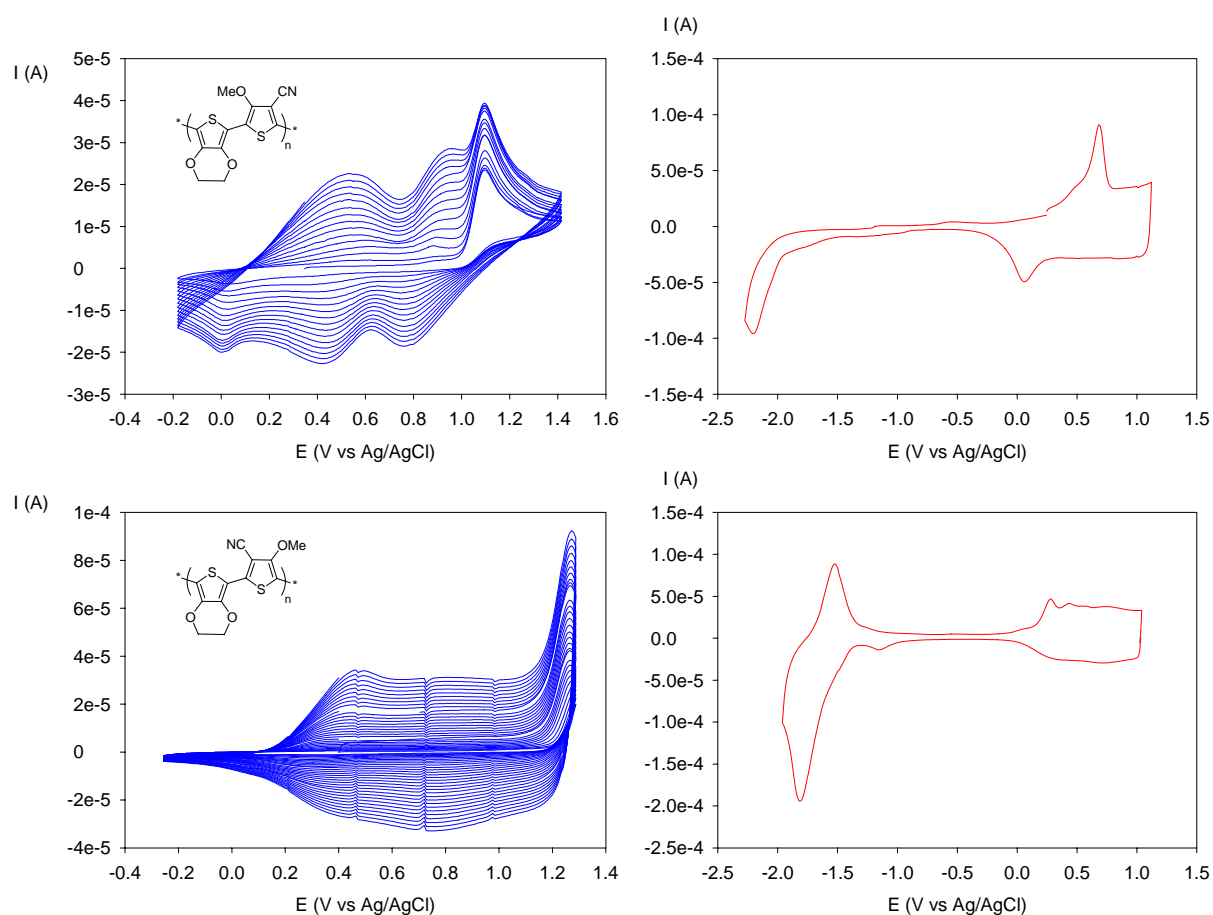 I (A)
5e-5
4e-5
3e-5
2e-5
1e-5
0
-1e-5
-2e-5
-3e-5
-0.4 -0.2 0.0 0.2 0.4 0.6 0.8 1.0 1.2 1.4 1.6
E (V vs Ag/AgCl)
MeO CN
* ( S S ) n *
O O
I (A)
1.5e-4
1.0e-4
5.0e-5
0.0
-5.0e-5
-1.0e-4
-1.5e-4
-2.5 -2.0 -1.5 -1.0 -0.5 0.0 0.5 1.0 1.5
E (V vs Ag/AgCl)
I (A)
1e-4
8e-5
6e-5
4e-5
2e-5
0
-2e-5
-4e-5
-0.4 -0.2 0.0 0.2 0.4 0.6 0.8 1.0 1.2 1.4
E (V vs Ag/AgCl)
NC OMe
* ( S S ) n *
O O
I (A)
1.5e-4
1.0e-4
5.0e-5
0.0
-5.0e-5
-1.0e-4
-1.5e-4
-2.0e-4
-2.5e-4
-2.5 -2.0 -1.5 -1.0 -0.5 0.0 0.5 1.0 1.5
E (V vs Ag/AgCl)